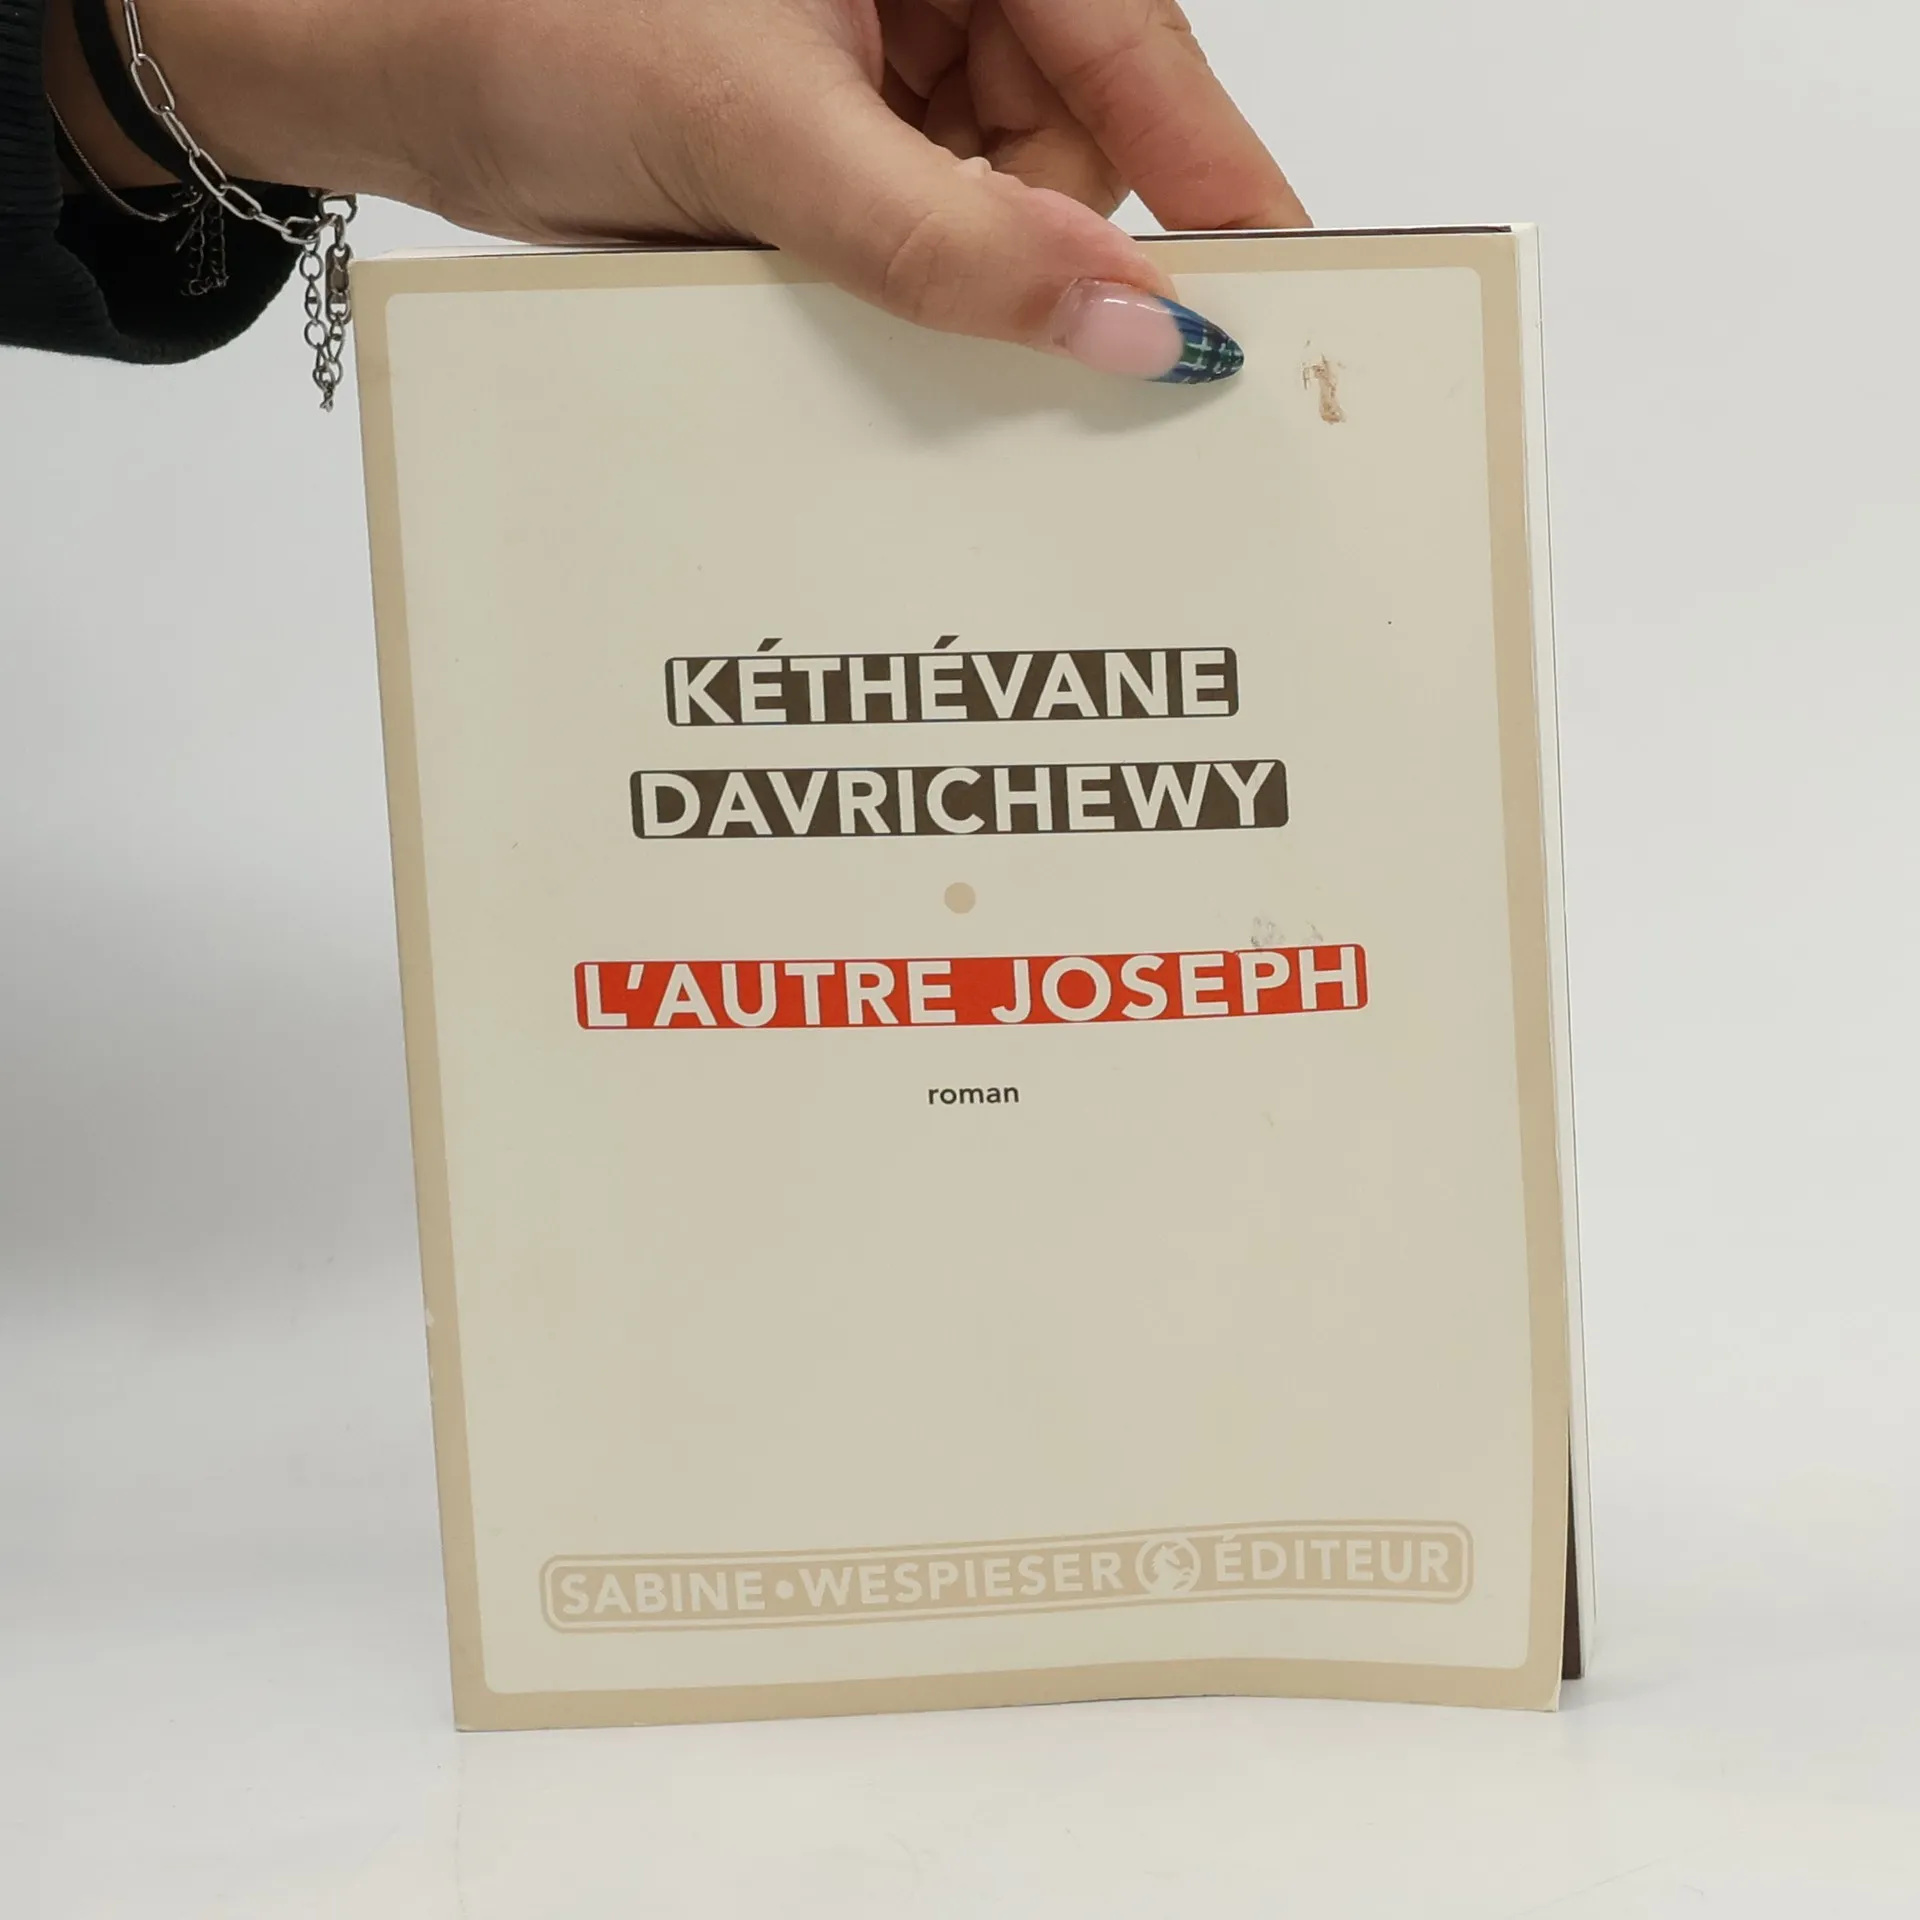 KÉTHÉVANE
DAVRICHEWY
L'AUTRE JOSEPH
roman
SABINE•WESPIESER ÉDITEUR